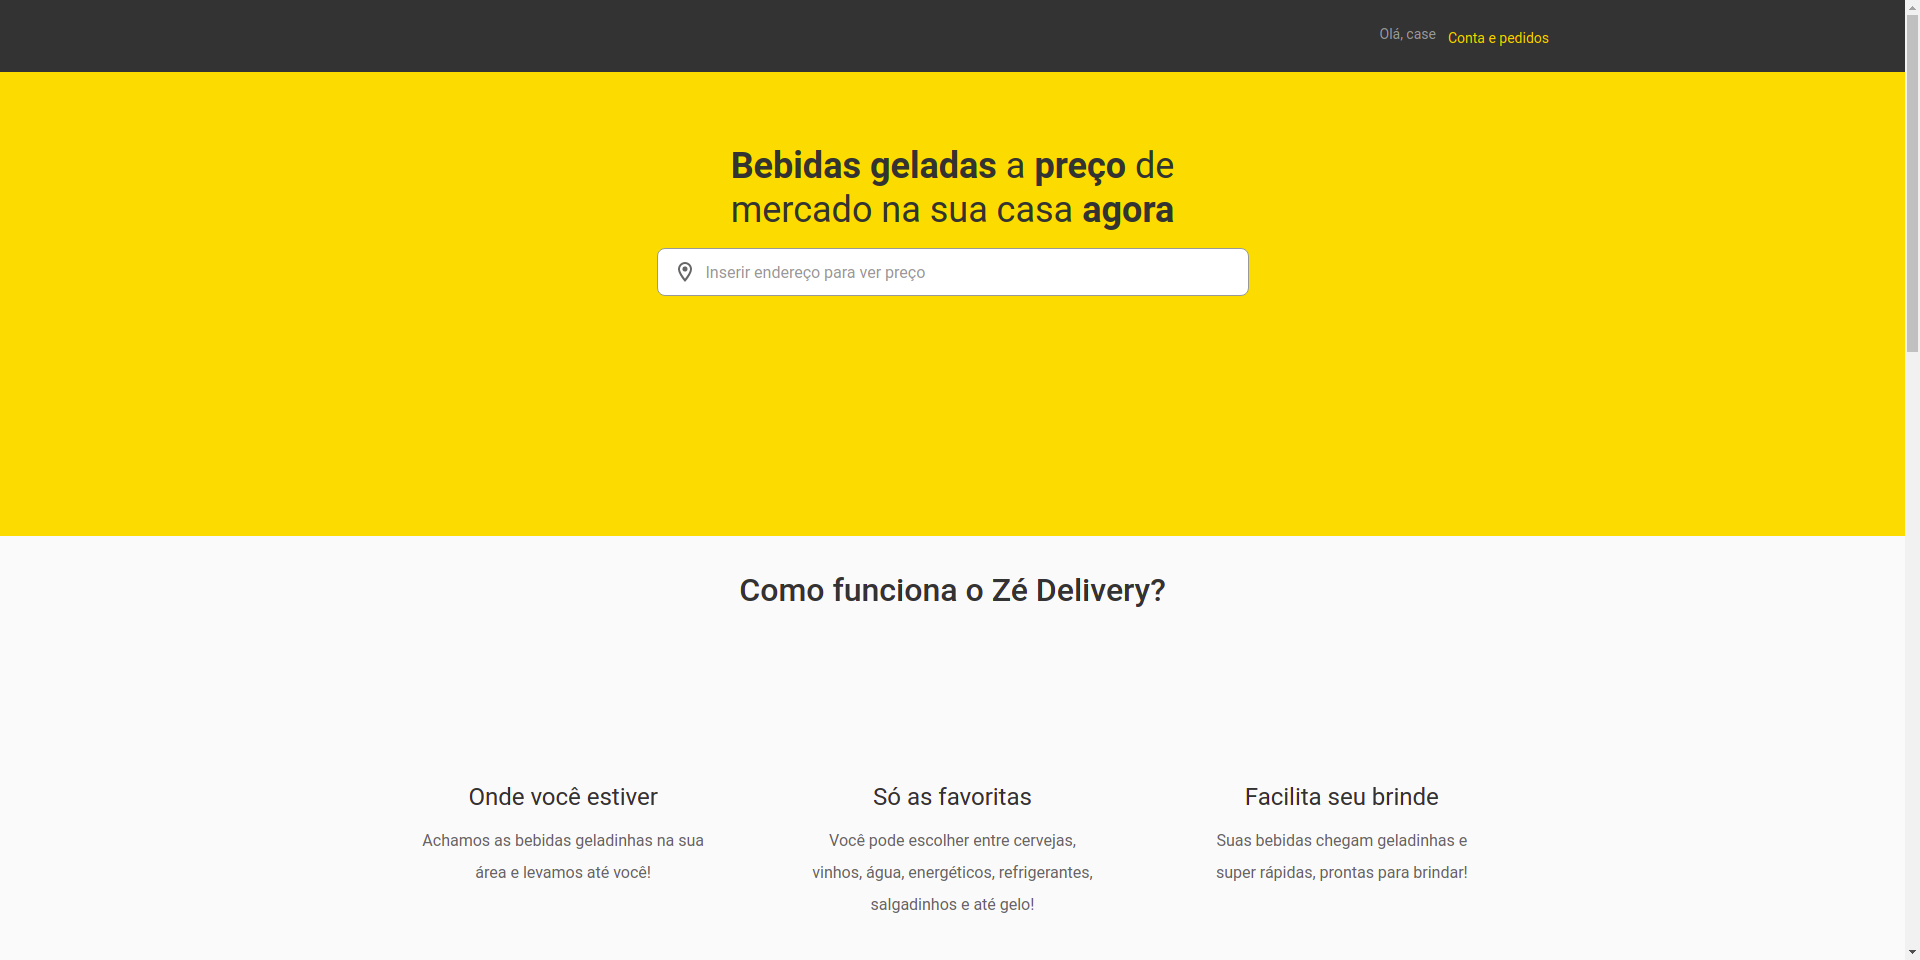 Olá, case
Conta e pedidos
Bebidas geladas a preço de
mercado na sua casa agora
Inserir endereço para ver preço
Como funciona o Zé Delivery?
Onde você estiver
Achamos as bebidas geladinhas na sua
área e levamos até você!
Só as favoritas
Você pode escolher entre cervejas,
vinhos, água, energéticos, refrigerantes,
salgadinhos e até gelo!
Facilita seu brinde
Suas bebidas chegam geladinhas e
super rápidas, prontas para brindar!